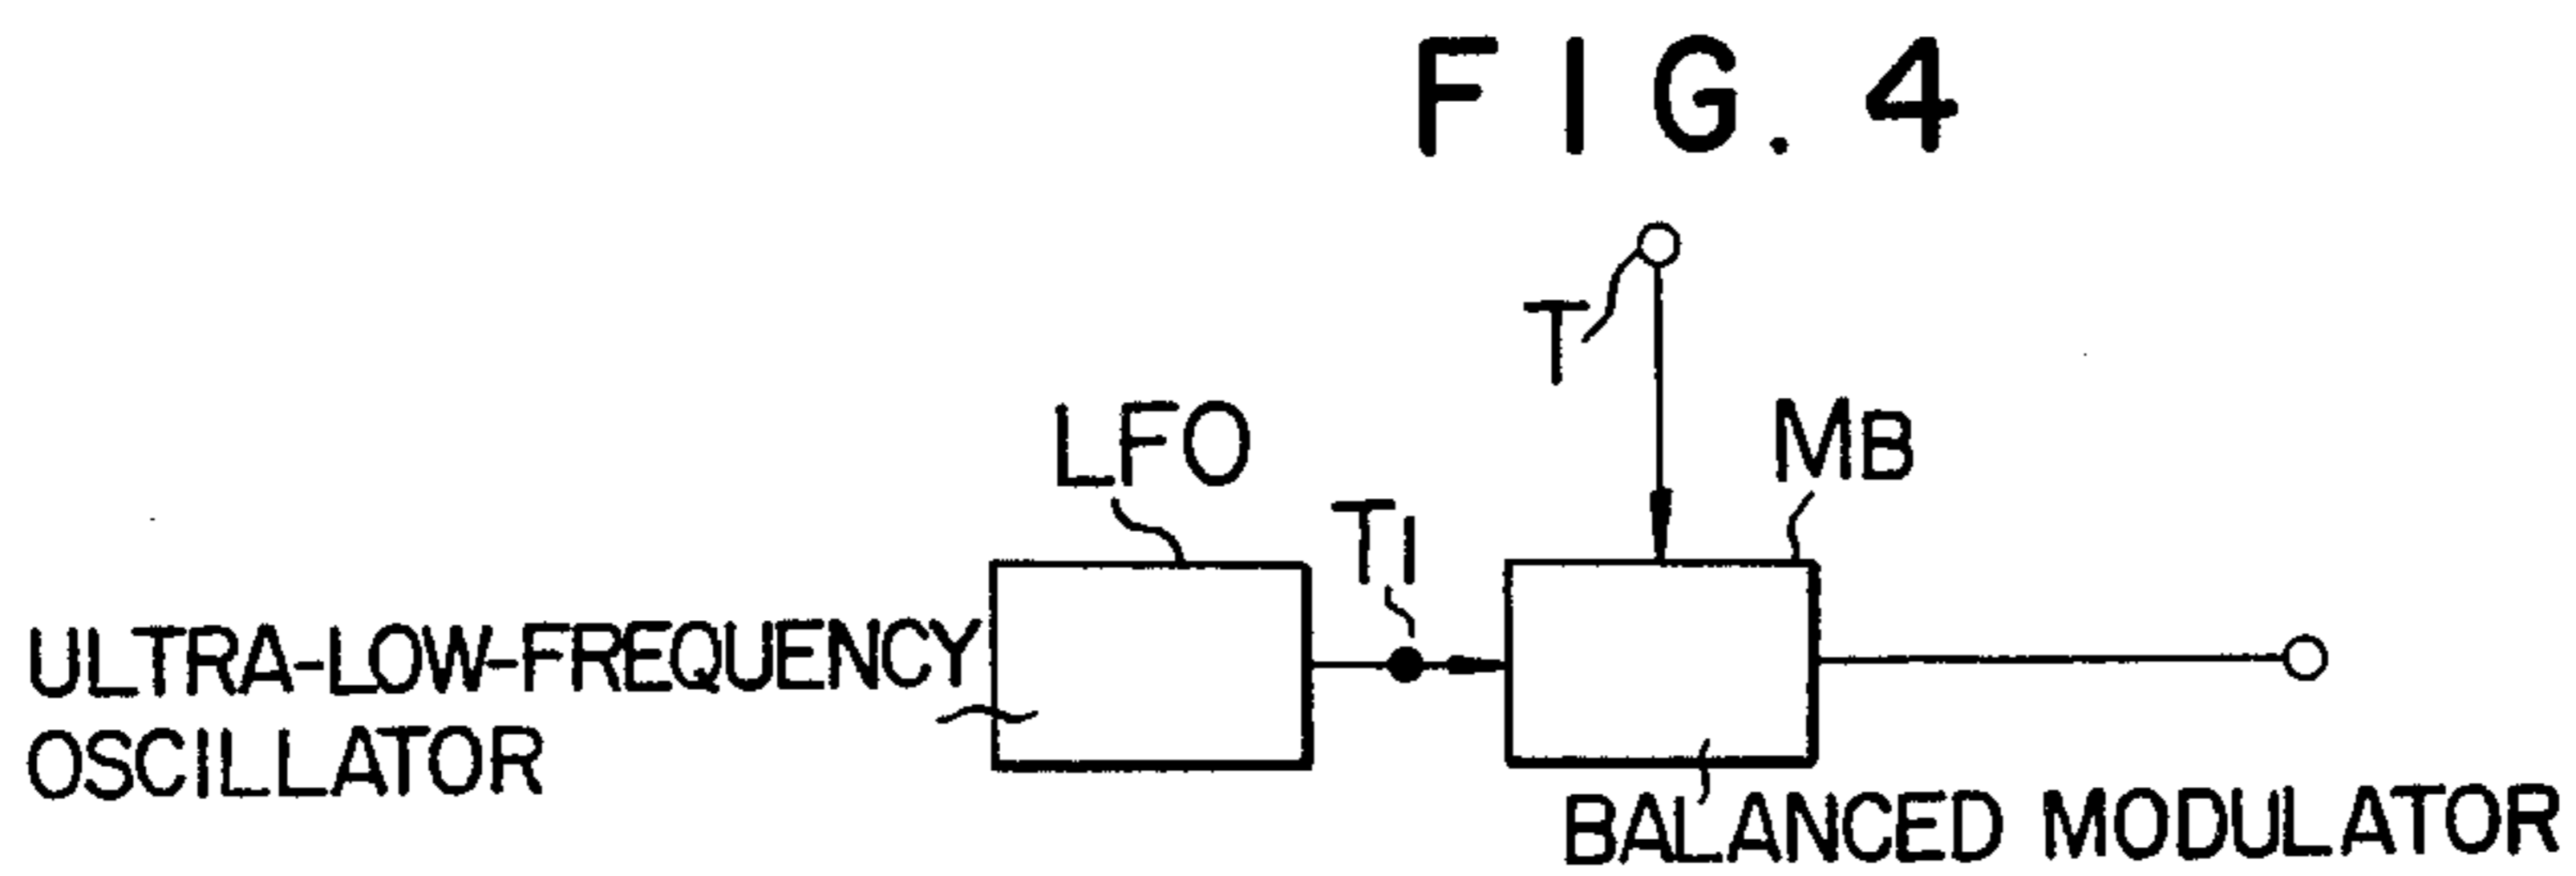 FIG. 4
T
LFO
MB
T1
ULTRA-LOW-FREQUENCY
OSCILLATOR
BALANCED MODULATOR